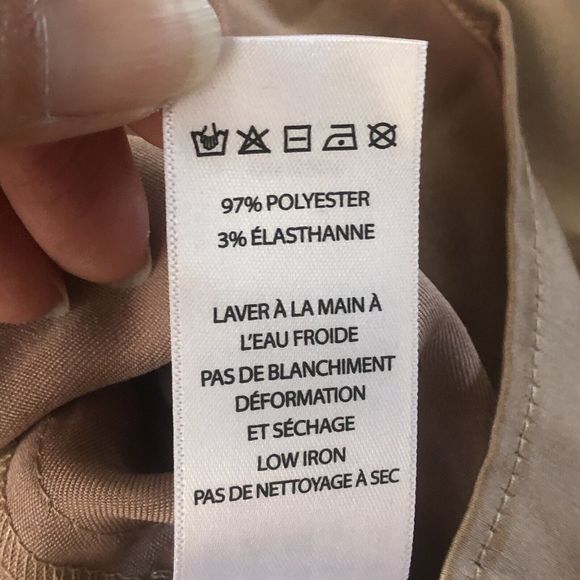 97% POLYESTER
3% ÉLASTHANNE
LAVER À LA MAIN À
L'EAU FROIDE
PAS DE BLANCHIMENT
DÉFORMATION
ET SÉCHAGE
LOW IRON
PAS DE NETTOYAGE À SEC